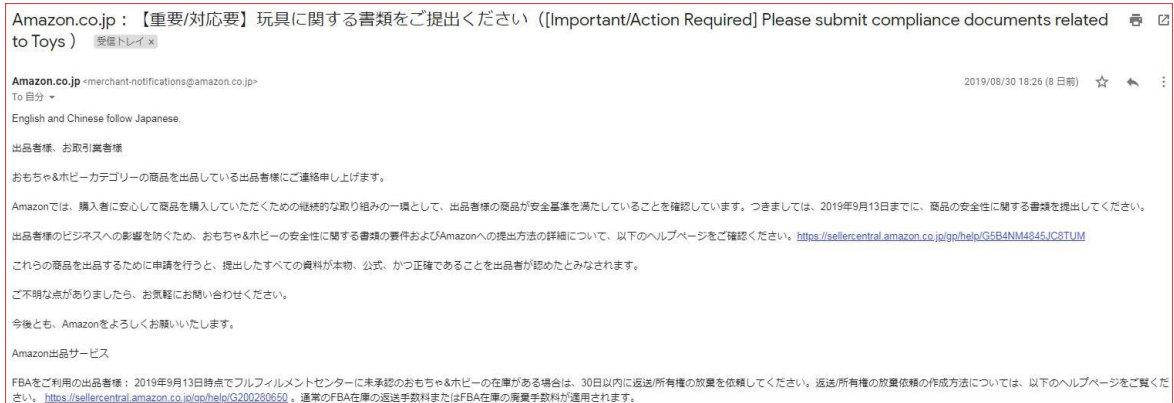 Amazon.co.jp：【重要/対応要】玩具に関する書類をご提出ください（[Important/Action Required] Please submit compliance documents related
to Toys ） 受信トレイ ×
Amazon.co.jp <merchant-notifications@amazon.co.jp>
2019/08/30 18:26 (8 日前)
To 自分
English and Chinese follow Japanese.
出品者様、お取引業者様
おもちゃ&ホビーカテゴリーの商品を出品している出品者様にご連絡申し上げます。
Amazonでは、購入者に安心して商品を購入していただくための継続的な取り組みの一環として、出品者様の商品が安全基準を満たしていることを確認しています。つきましては、2019年9月13日までに、商品の安全性に関する書類を提出してください。
出品者様のビジネスへの影響を防ぐため、おもちゃ&ホビーの安全性に関する書類の要件およびAmazonへの提出方法の詳細について、以下のヘルプページをご確認ください。https://sellercentral.amazon.co.jp/gp/help/G5B4NM4845JC8TUM
これらの商品を出品するために申請を行うと、提出したすべての資料が本物、公式、かつ正確であることを出品者が認めたとみなされます。
ご不明な点がありましたら、お気軽にお問い合わせください。
今後とも、Amazonをよろしくお願いいたします。
Amazon出品サービス
FBAをご利用の出品者様： 2019年9月13日時点でフルフィルメントセンターに未承認のおもちゃ&ホビーの在庫がある場合は、30日以内に返送/所有権の放棄を依頼してください。返送/所有権の放棄依頼の作成方法については、以下のヘルプページをご覧くだ
さい。 https://sellercentral.amazon.co.jp/gp/help/G200280650 。通常のFBA在庫の返送手数料またはFBA在庫の廃棄手数料が適用されます。